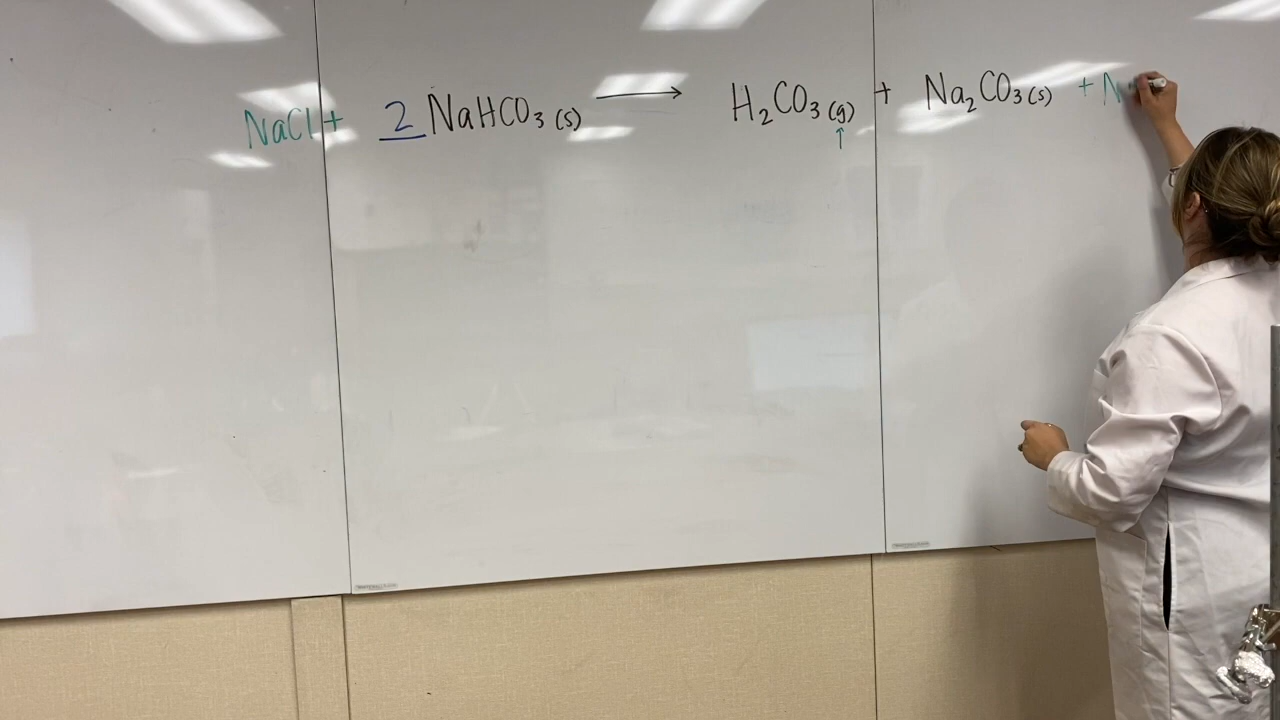 NaCl + 2 NaHCO₃ (s) → H₂CO₃ (g) ↑ + Na₂CO₃ (s) + N